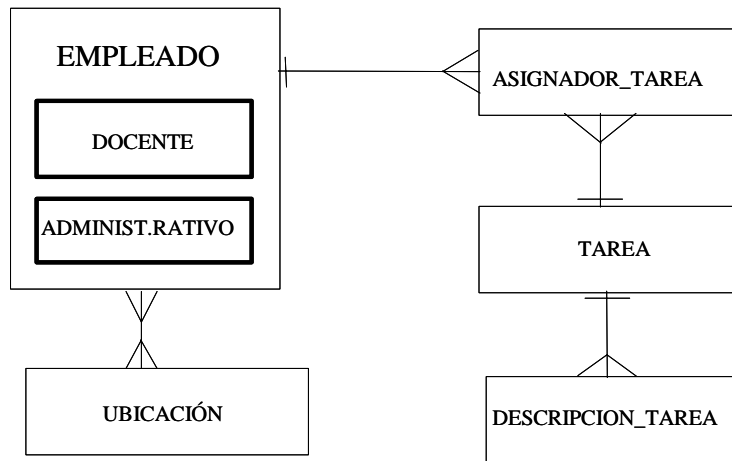 EMPLEADO
DOCENTE
ADMINIST.RATIVO
UBICACIÓN
ASIGNADOR_TAREA
TAREA
DESCRIPCION_TAREA